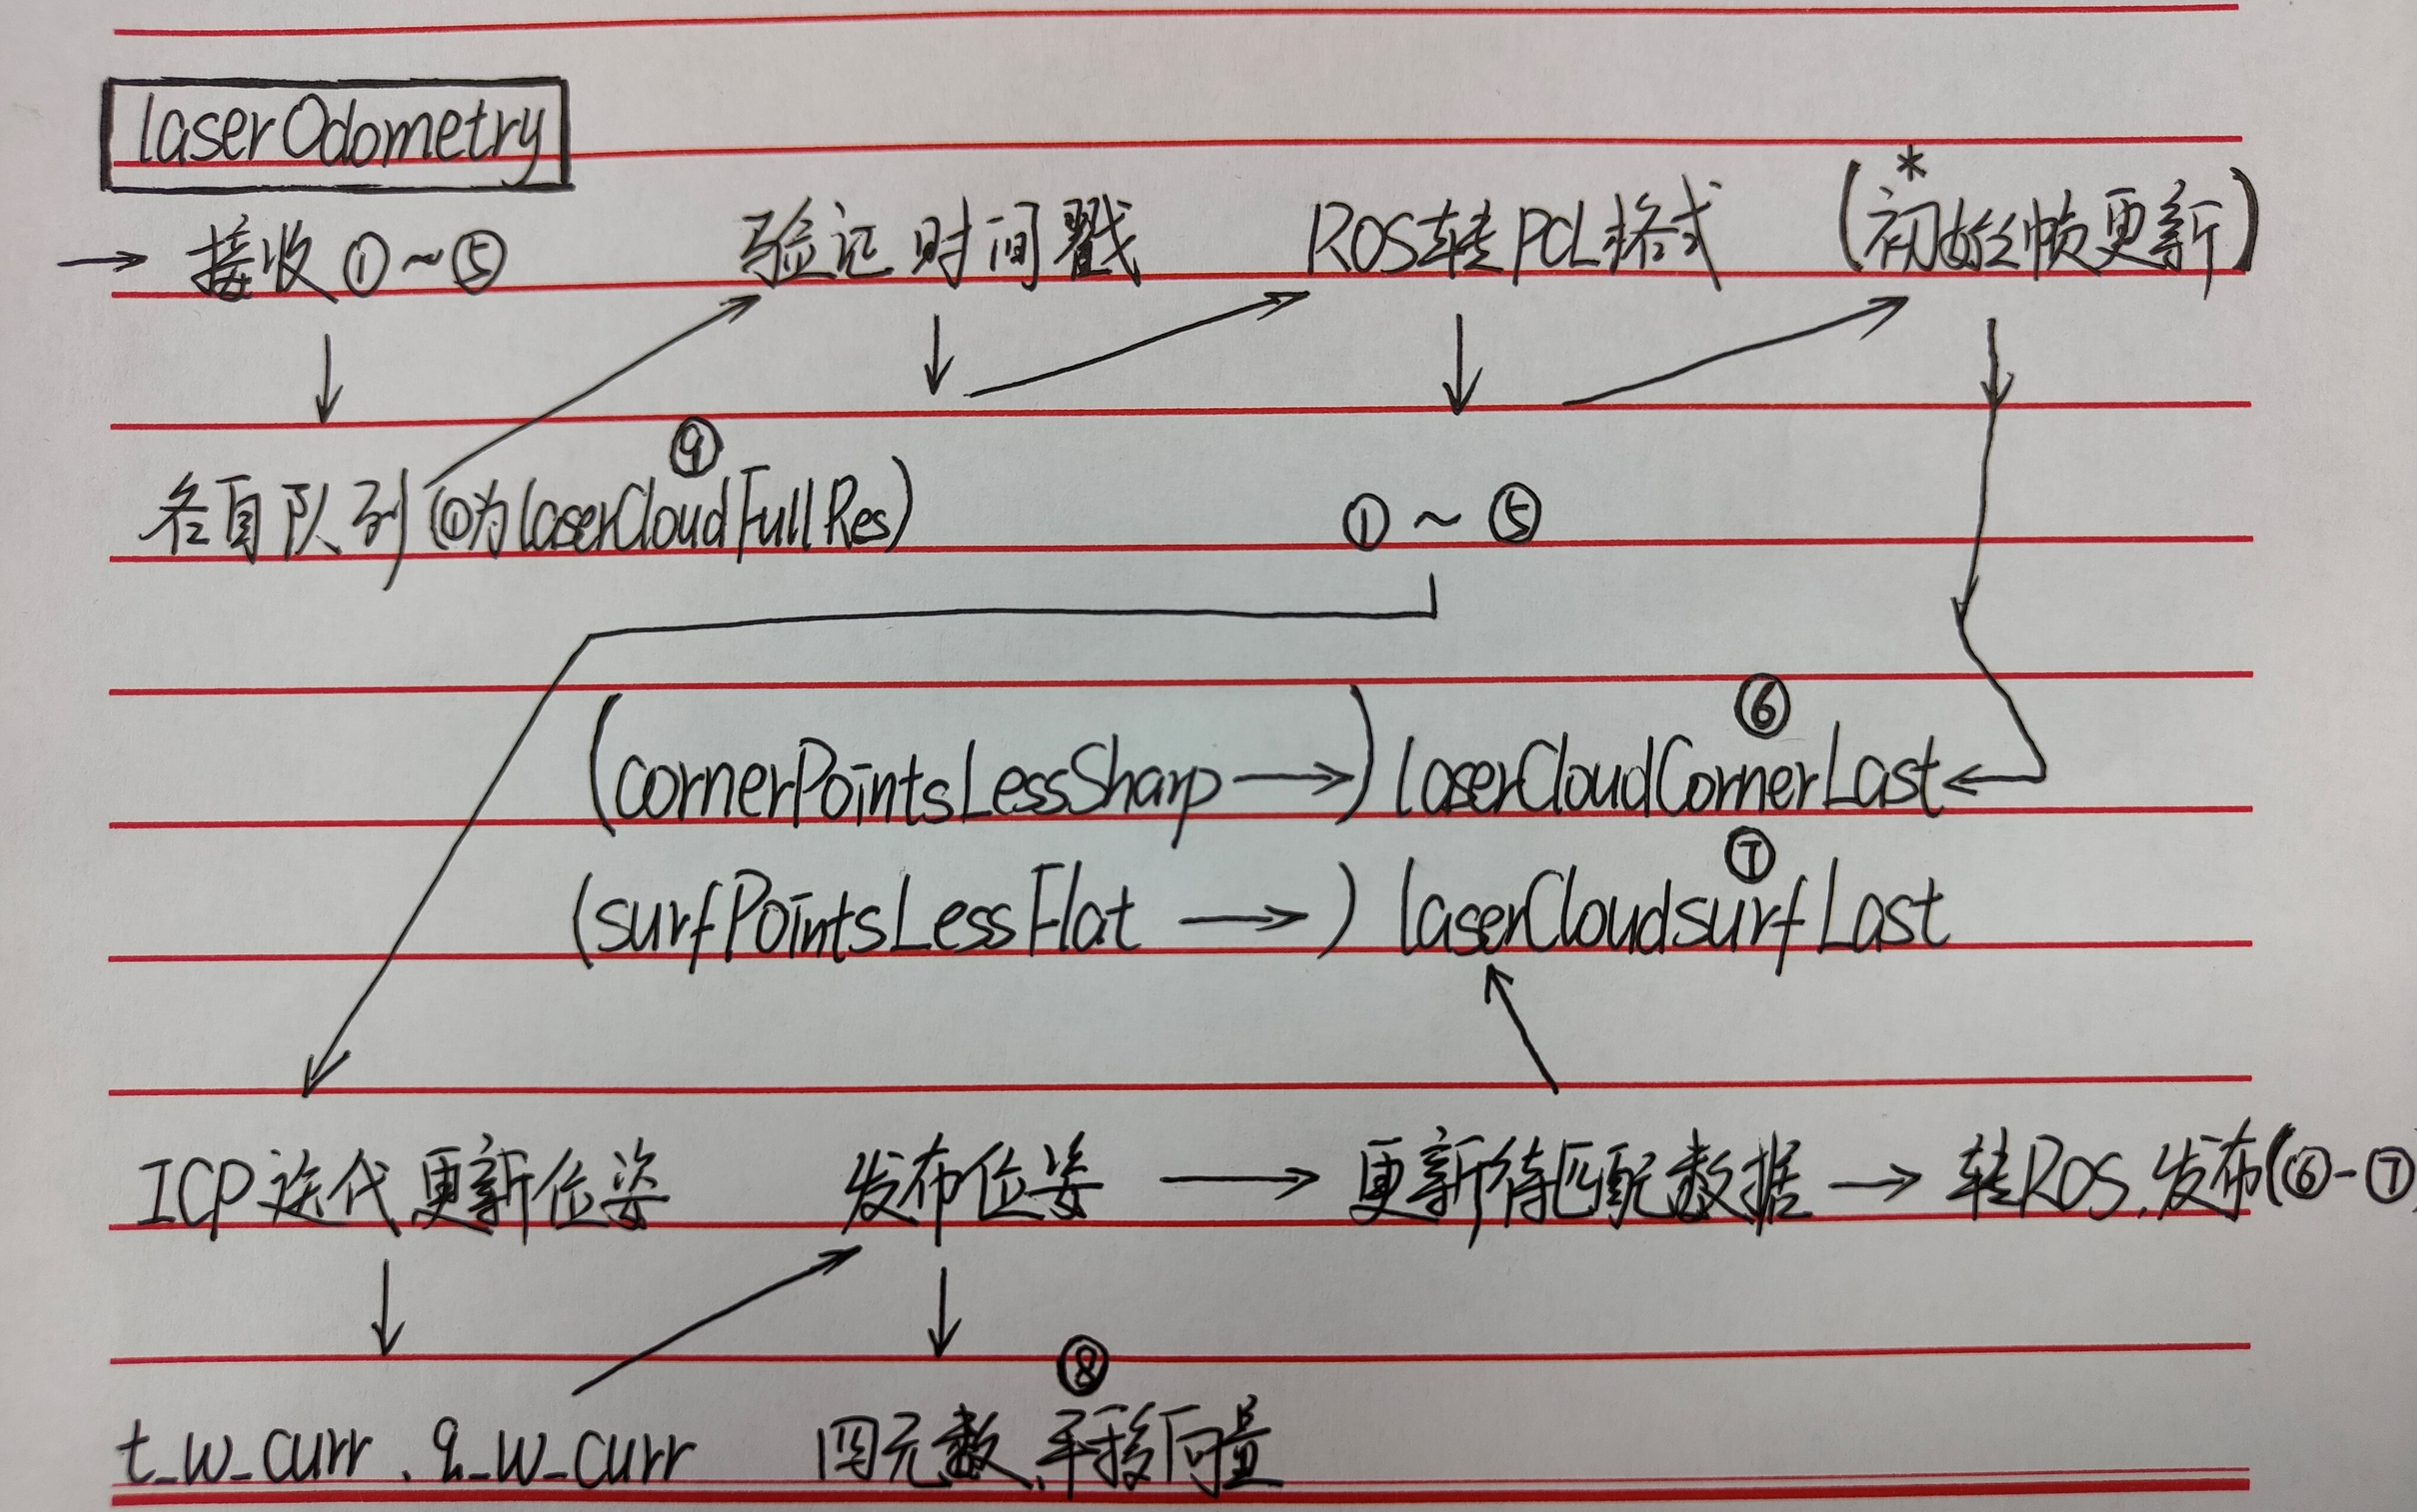 laserOdometry
→ 接收①~⑤ 验证时间戳 ROS转PCL格式 (初始帧更新)*
各自队列(①为laserCloudFullRes) ⑨ ①~⑤
(cornerPointsLessSharp→) laserCloudCornerLast ⑥
(surfPointsLessFlat →) laserCloudsurfLast ⑦
ICP迭代更新位姿 发布位姿 → 更新待匹配数据 → 转ROS.发布(⑥-⑦)
t_w_curr、q_w_curr 四元数、平移向量 ⑧